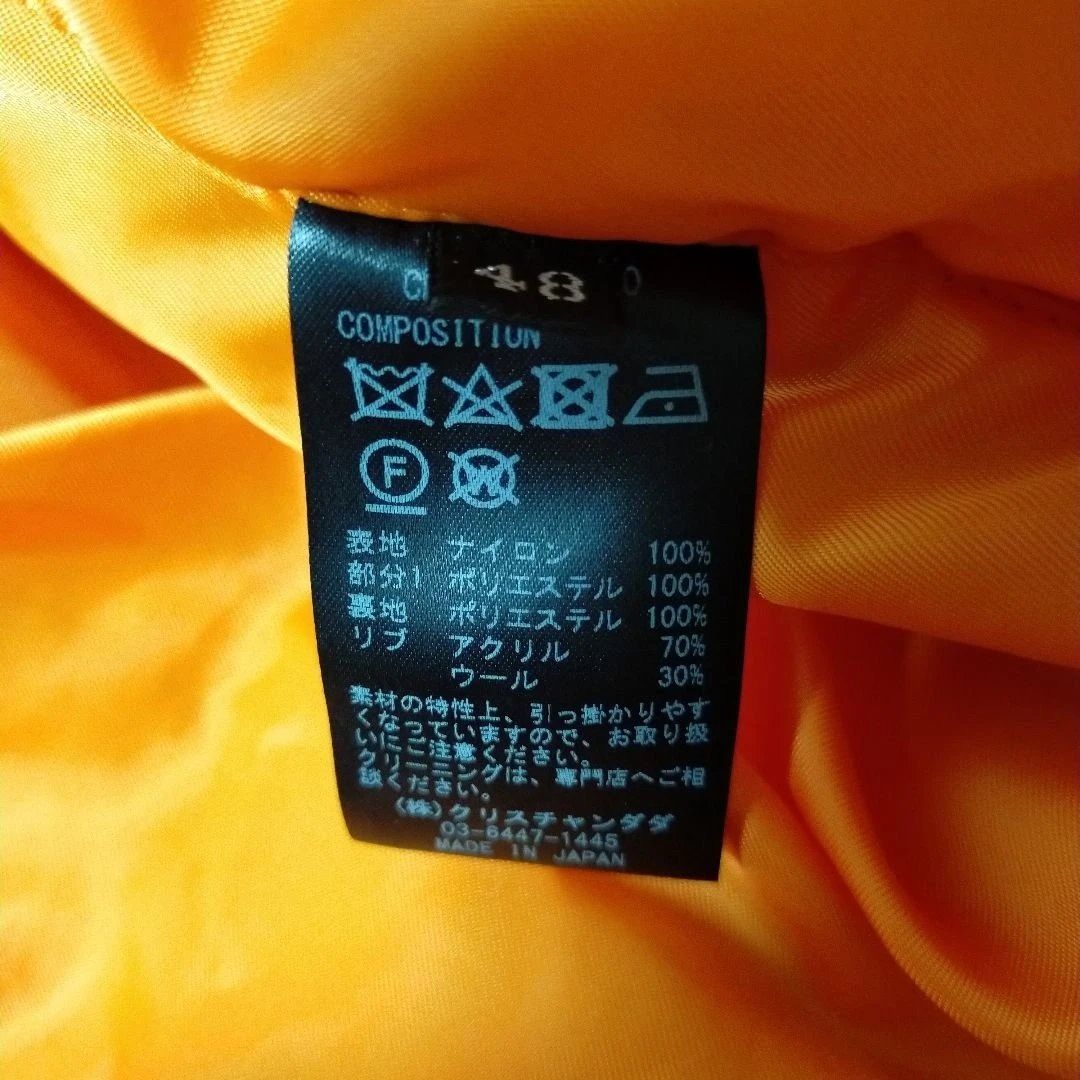 48
COMPOSITION
F
W
表地 ナイロン 100%
部分1 ポリエステル 100%
裏地 ポリエステル 100%
リブ アクリル 70%
ウール 30%
素材の特性上、引っ掛かりやす
くなっていますので、お取り扱
いにご注意ください。
クリーニングは、専門店へご相
談ください。
(株)クリスチャンダダ
03-6447-1445
MADE IN JAPAN